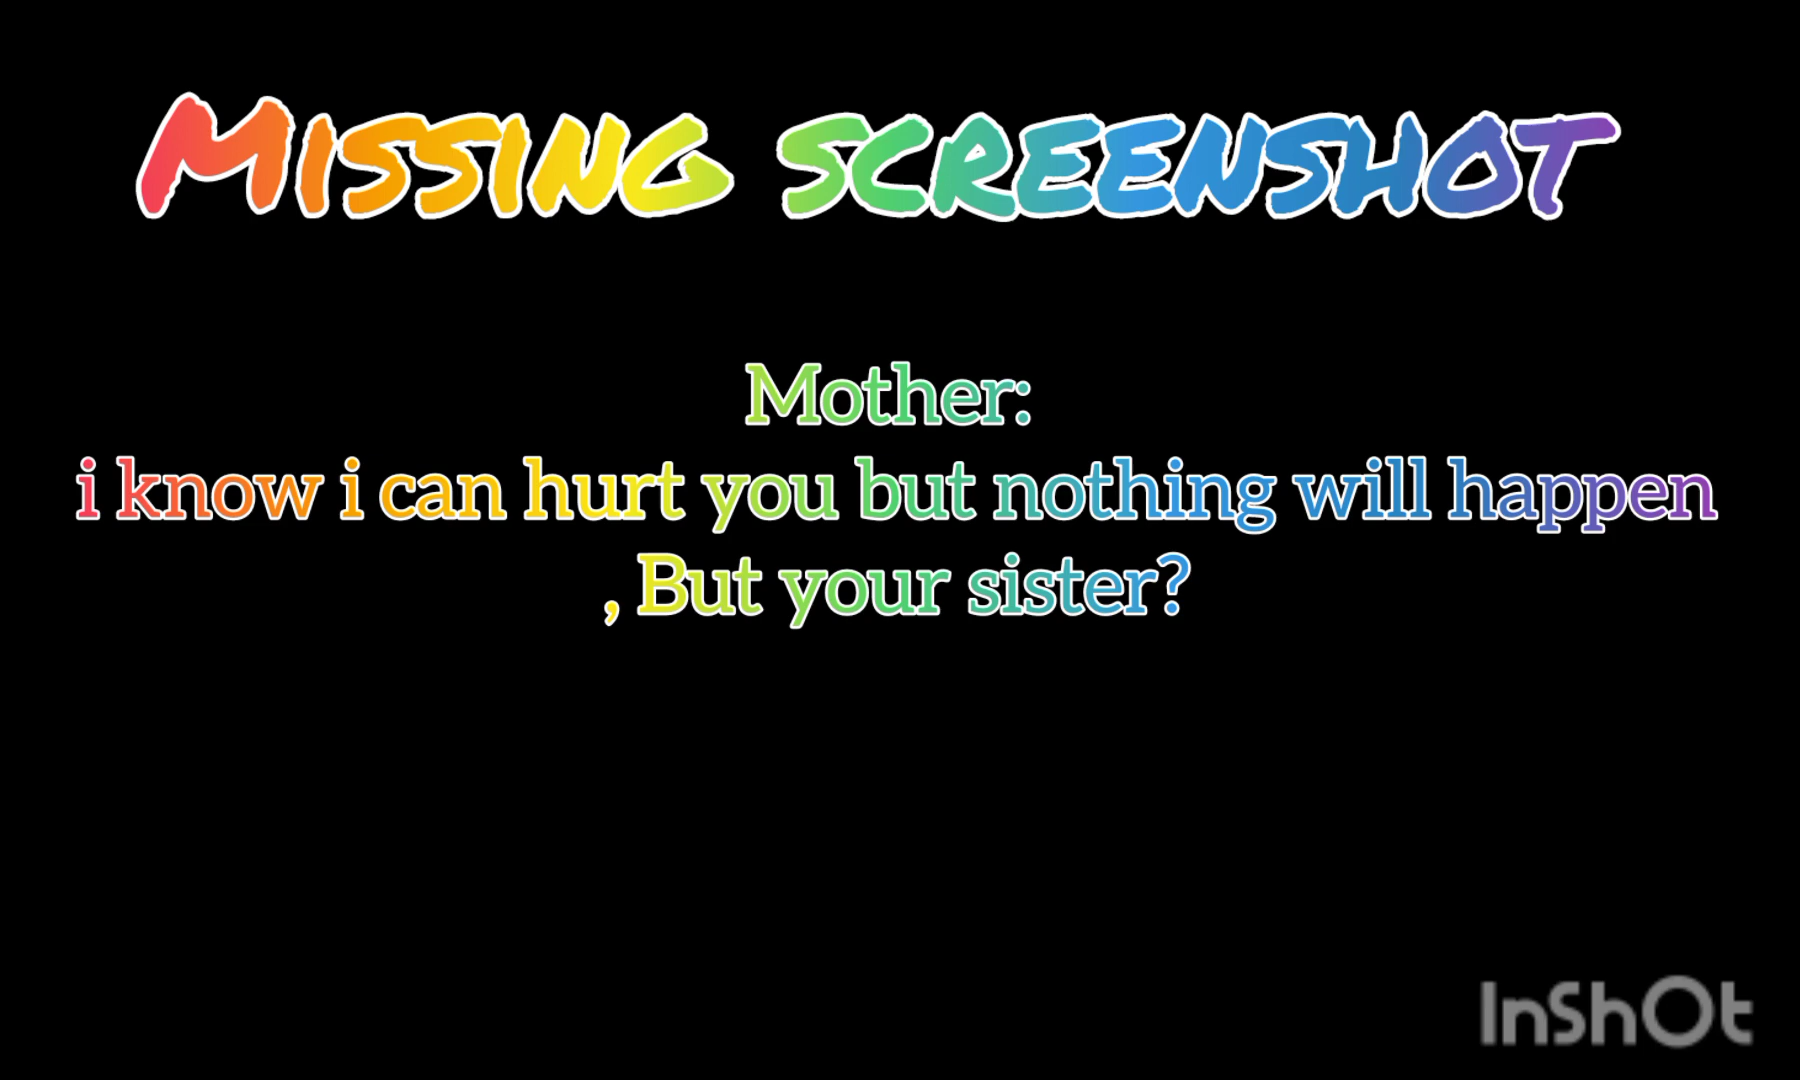 Missing screenshot
Mother:
i know i can hurt you but nothing will happen
, But your sister?
InShOt